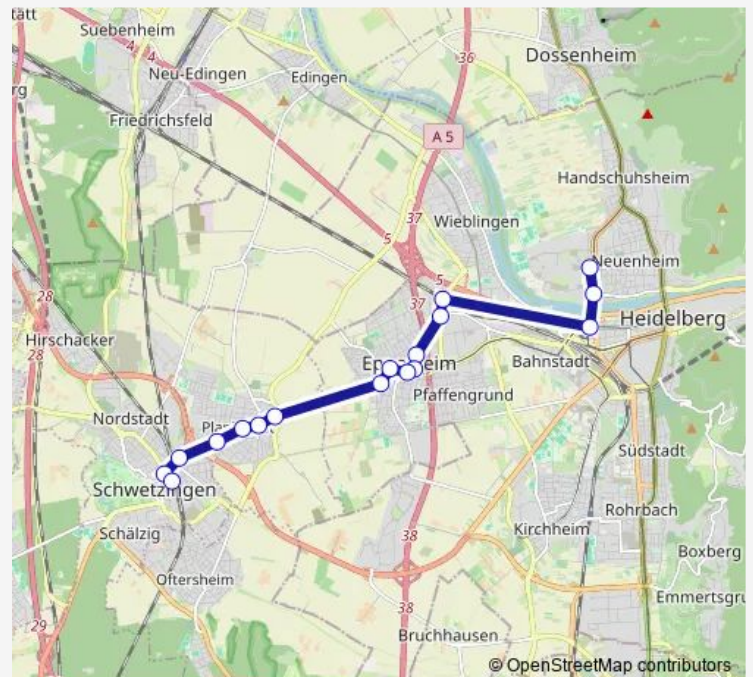 Suebenheim
4
4
36
Dossenheim
Neu-Edingen
Edingen
Friedrichsfeld
A 5
Handschuhsheim
37
Wieblingen
5
Neuenheim
5
28
37
Heidelberg
Hirschacker
28
Bahnstadt
Pfaffengrund
Nordstadt
Südstadt
Schwetzingen
Rohrbach
Schälzig
38
Kirchheim
Boxberg
Oftersheim
Emmertsgru
38
29
Bruchhausen
© OpenStreetMap contributors